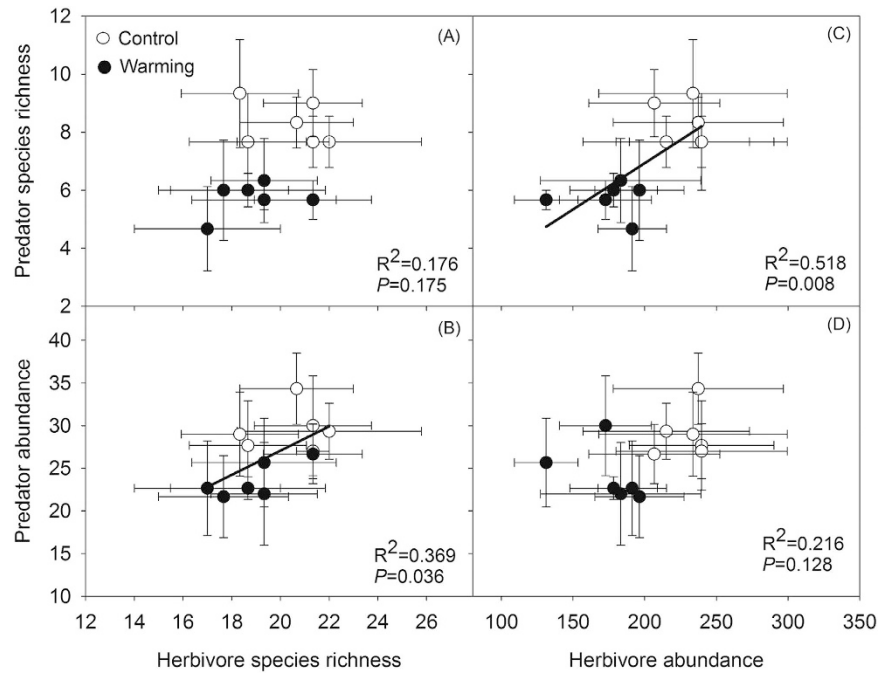 12
10
8
6
4
2
Predator species richness
Control
Warming
(A)
R2=0.176
P=0.175
(C)
R2=0.518
P=0.008
40
35
30
25
20
15
10
Predator abundance
(B)
R2=0.369
P=0.036
(D)
R2=0.216
P=0.128
12 14 16 18 20 22 24 26
100 150 200 250 300 350
Herbivore species richness
Herbivore abundance